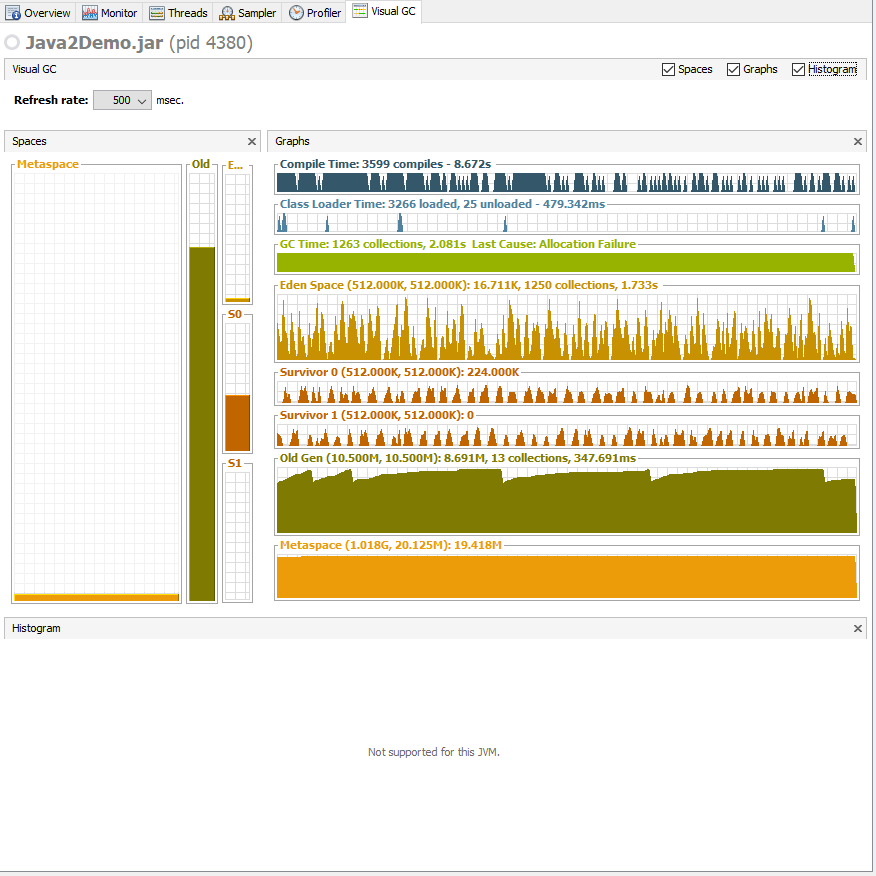 Overview Monitor Threads Sampler Profiler Visual GC
Java2Demo.jar (pid 4380)
Visual GC Spaces Graphs Histogram
Refresh rate: 500 msec.
Spaces
Metaspace Old E...
S0
S1
Graphs
Compile Time: 3599 compiles - 8.672s
Class Loader Time: 3266 loaded, 25 unloaded - 479.342ms
GC Time: 1263 collections, 2.081s Last Cause: Allocation Failure
Eden Space (512.000K, 512.000K): 16.711K, 1250 collections, 1.733s
Survivor 0 (512.000K, 512.000K): 224.000K
Survivor 1 (512.000K, 512.000K): 0
Old Gen (10.500M, 10.500M): 8.691M, 13 collections, 347.691ms
Metaspace (1.018G, 20.125M): 19.418M
Histogram
Not supported for this JVM.